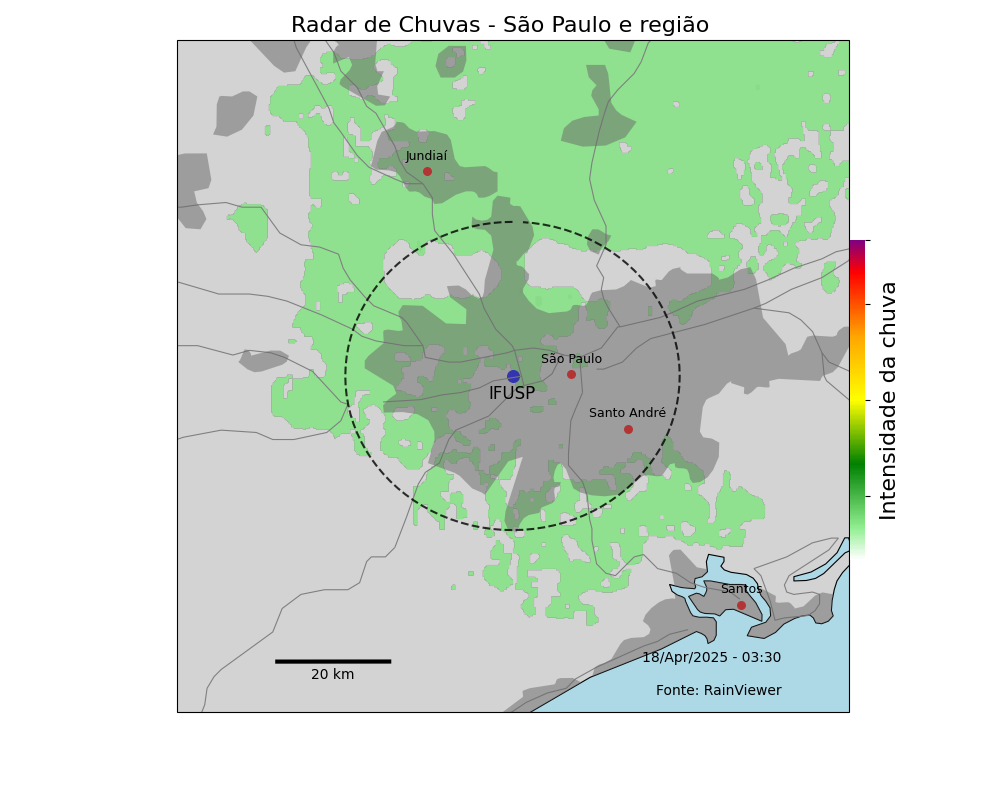 Radar de Chuvas - São Paulo e região
Jundiaí
São Paulo
IFUSP
Santo André
Intensidade da chuva
Santos
18/Apr/2025 - 03:30
20 km
Fonte: RainViewer